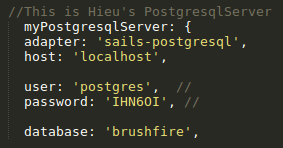 //This is Hieu's PostgresqlServer
myPostgresqlServer: {
adapter: 'sails-postgresql',
host: 'localhost',
user: 'postgres', //
password: 'IHN6OI', //
database: 'brushfire',